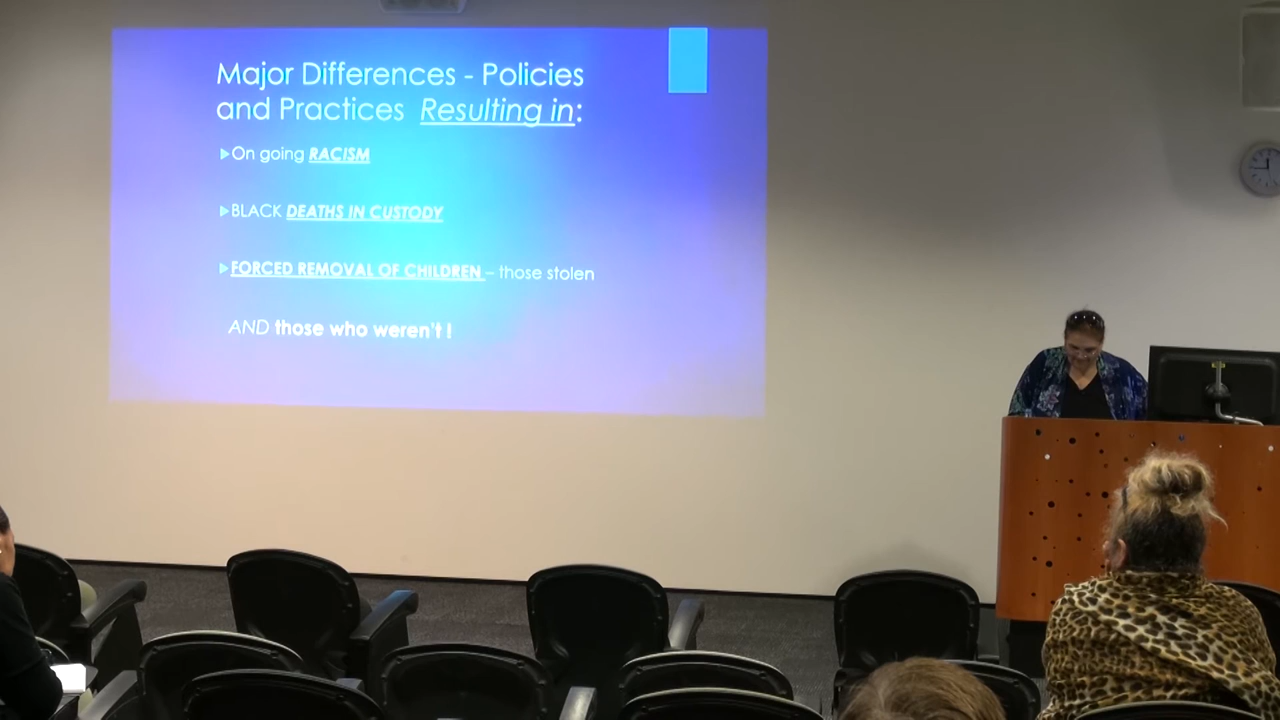 Major Differences - Policies
and Practices Resulting in:
On going RACISM
BLACK DEATHS IN CUSTODY
FORCED REMOVAL OF CHILDREN – those stolen
AND those who weren't !